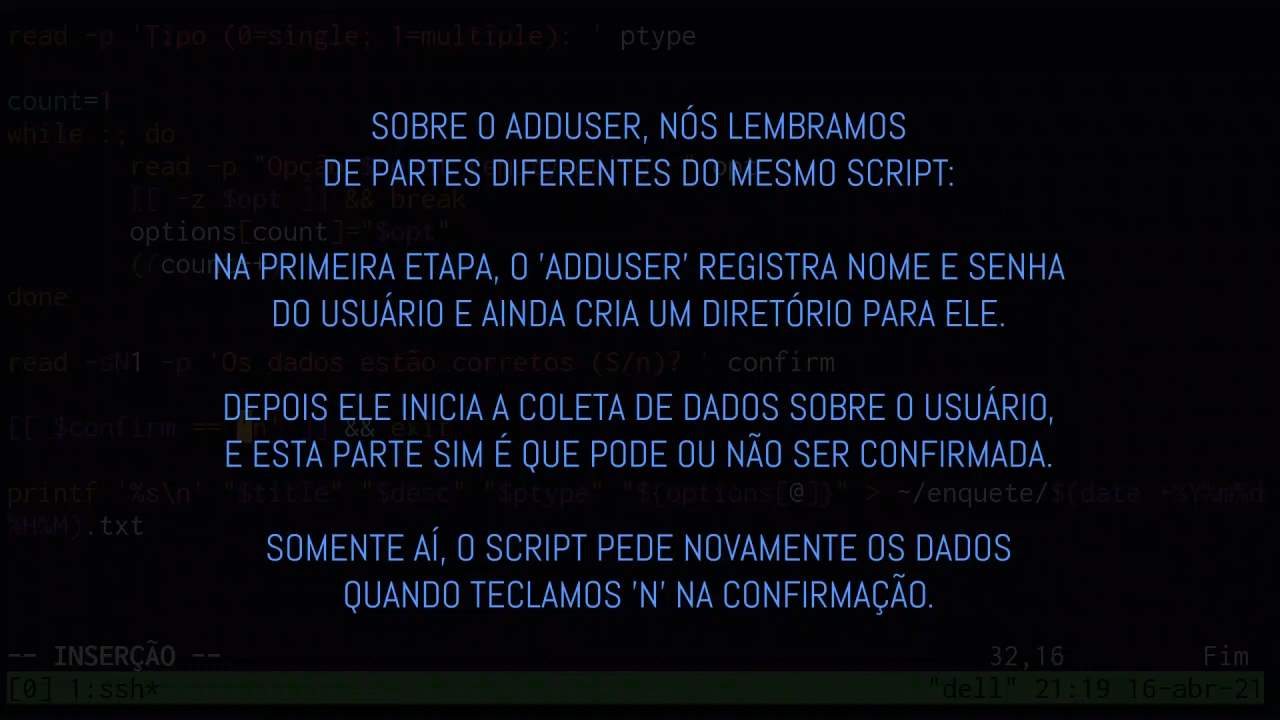 read -p 'Tipo (0=single; 1=multiple): ' ptype
count=1
while :; do
SOBRE O ADDUSER, NÓS LEMBRAMOS
DE PARTES DIFERENTES DO MESMO SCRIPT:
read -p "Opção
[[ -z $opt ]] && break
options[count]="$opt"
NA PRIMEIRA ETAPA, O 'ADDUSER' REGISTRA NOME E SENHA
DO USUÁRIO E AINDA CRIA UM DIRETÓRIO PARA ELE.
done
read -sN1 -p 'Os dados estão corretos (S/n)? ' confirm
DEPOIS ELE INICIA A COLETA DE DADOS SOBRE O USUÁRIO,
E ESTA PARTE SIM É QUE PODE OU NÃO SER CONFIRMADA.
[[ $confirm == 'n' ]] && exit
printf '%s\n' "$title" "$desc" "$ptype" "${options[@]}" > ~/enquete/$(date +%Y%m%d
%H%M).txt
SOMENTE AÍ, O SCRIPT PEDE NOVAMENTE OS DADOS
QUANDO TECLAMOS 'N' NA CONFIRMAÇÃO.
-- INSERÇÃO -- 32,16 Fim
[0] 1:ssh* "dell" 21:19 16-abr-21